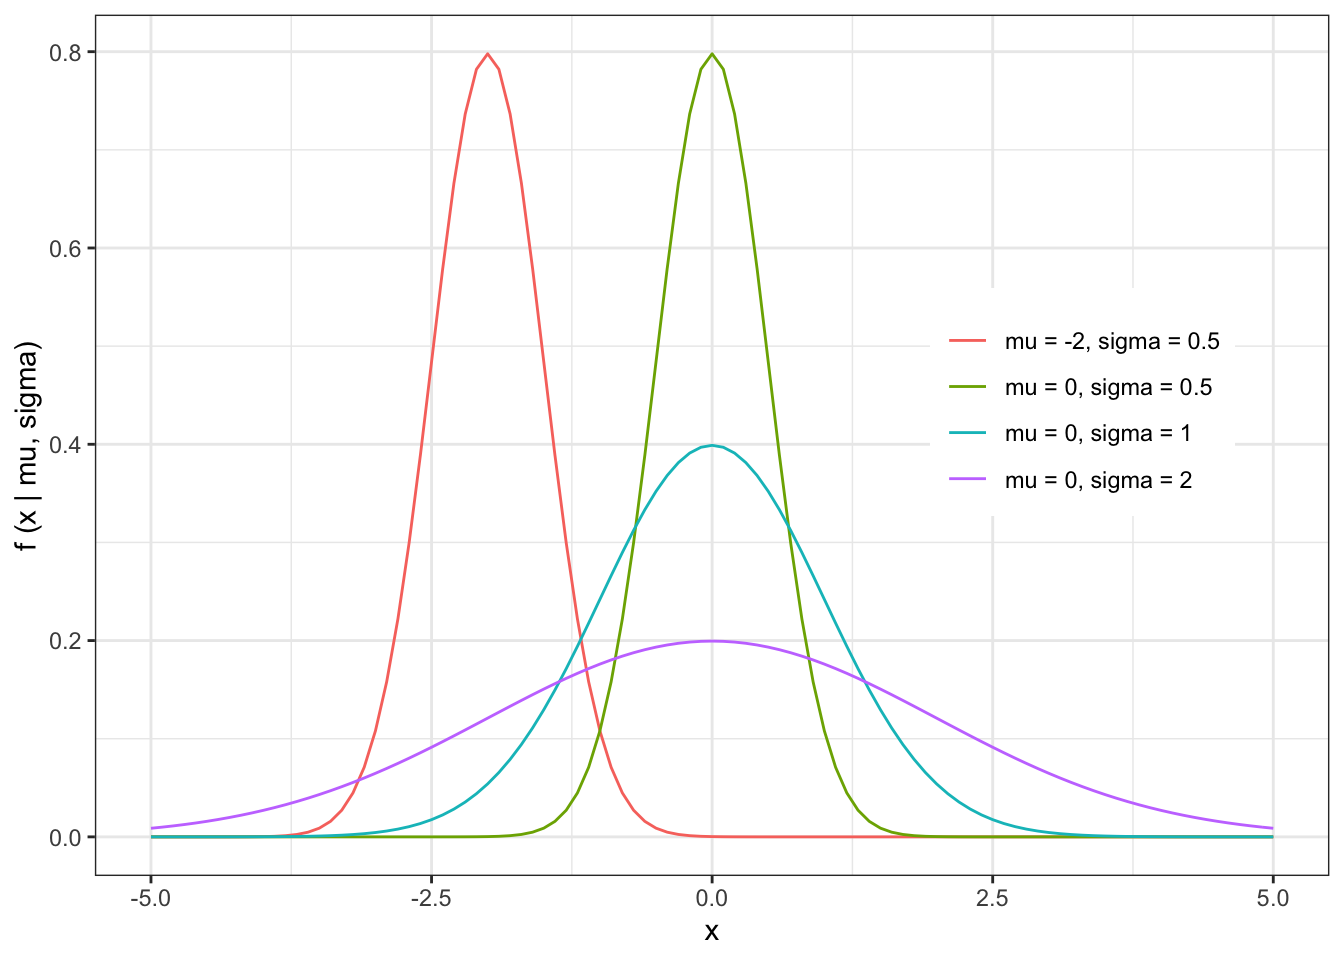 0.8
0.6
0.4
0.2
0.0
f (x | mu, sigma)
mu = -2, sigma = 0.5
mu = 0, sigma = 0.5
mu = 0, sigma = 1
mu = 0, sigma = 2
-5.0 -2.5 0.0 2.5 5.0
x